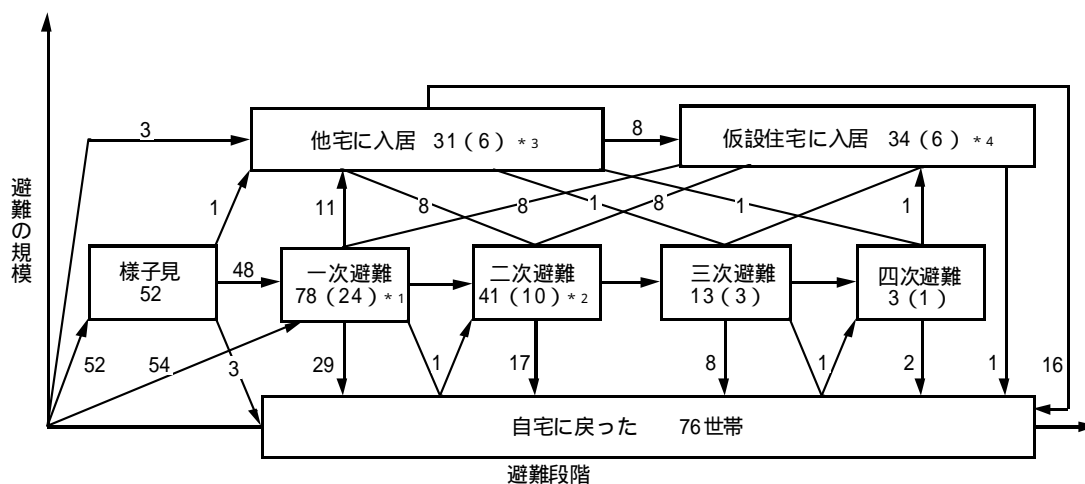 3
他宅に入居 31(6) *3
8
仮設住宅に入居 34(6) *4
避難の規模
1
11
8
8
1
8
1
1
様子見
52
48
一次避難
78(24)*1
二次避難
41(10)*2
三次避難
13(3)
四次避難
3(1)
52
54
3
29
1
17
8
1
2
1
16
自宅に戻った 76世帯
避難段階